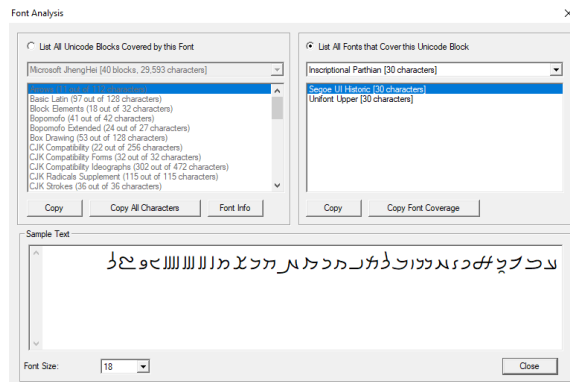 Font Analysis
List All Unicode Blocks Covered by this Font
Microsoft JhengHei [40 blocks, 29,593 characters]
Basic Latin (97 out of 128 characters)
Block Elements (18 out of 32 characters)
Bopomofo (41 out of 42 characters)
Bopomofo Extended (24 out of 27 characters)
Box Drawing (53 out of 128 characters)
CJK Compatibility (22 out of 256 characters)
CJK Compatibility Forms (32 out of 32 characters)
CJK Compatibility Ideographs (302 out of 472 characters)
CJK Radicals Supplement (115 out of 115 characters)
CJK Strokes (36 out of 36 characters)
Copy
Copy All Characters
Font Info
List All Fonts that Cover this Unicode Block
Inscriptional Parthian [30 characters]
Segoe UI Historic [30 characters]
Unifont Upper [30 characters]
Copy
Copy Font Coverage
Sample Text
Font Size:
18
Close